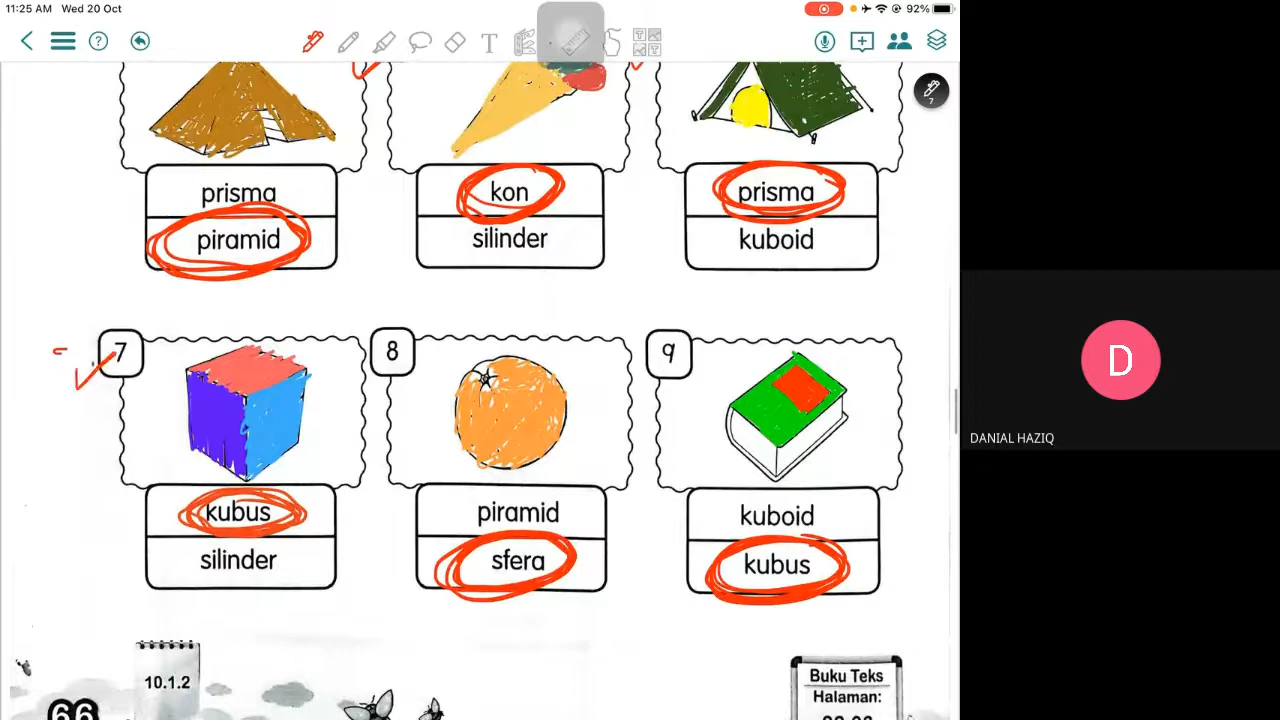 11:25 AM Wed 20 Oct
92%
T
7
prisma
piramid
kon
silinder
prisma
kuboid
7
8
9
kubus
silinder
piramid
sfera
kuboid
kubus
D
DANIAL HAZIQ
10.1.2
66
Buku Teks
Halaman: